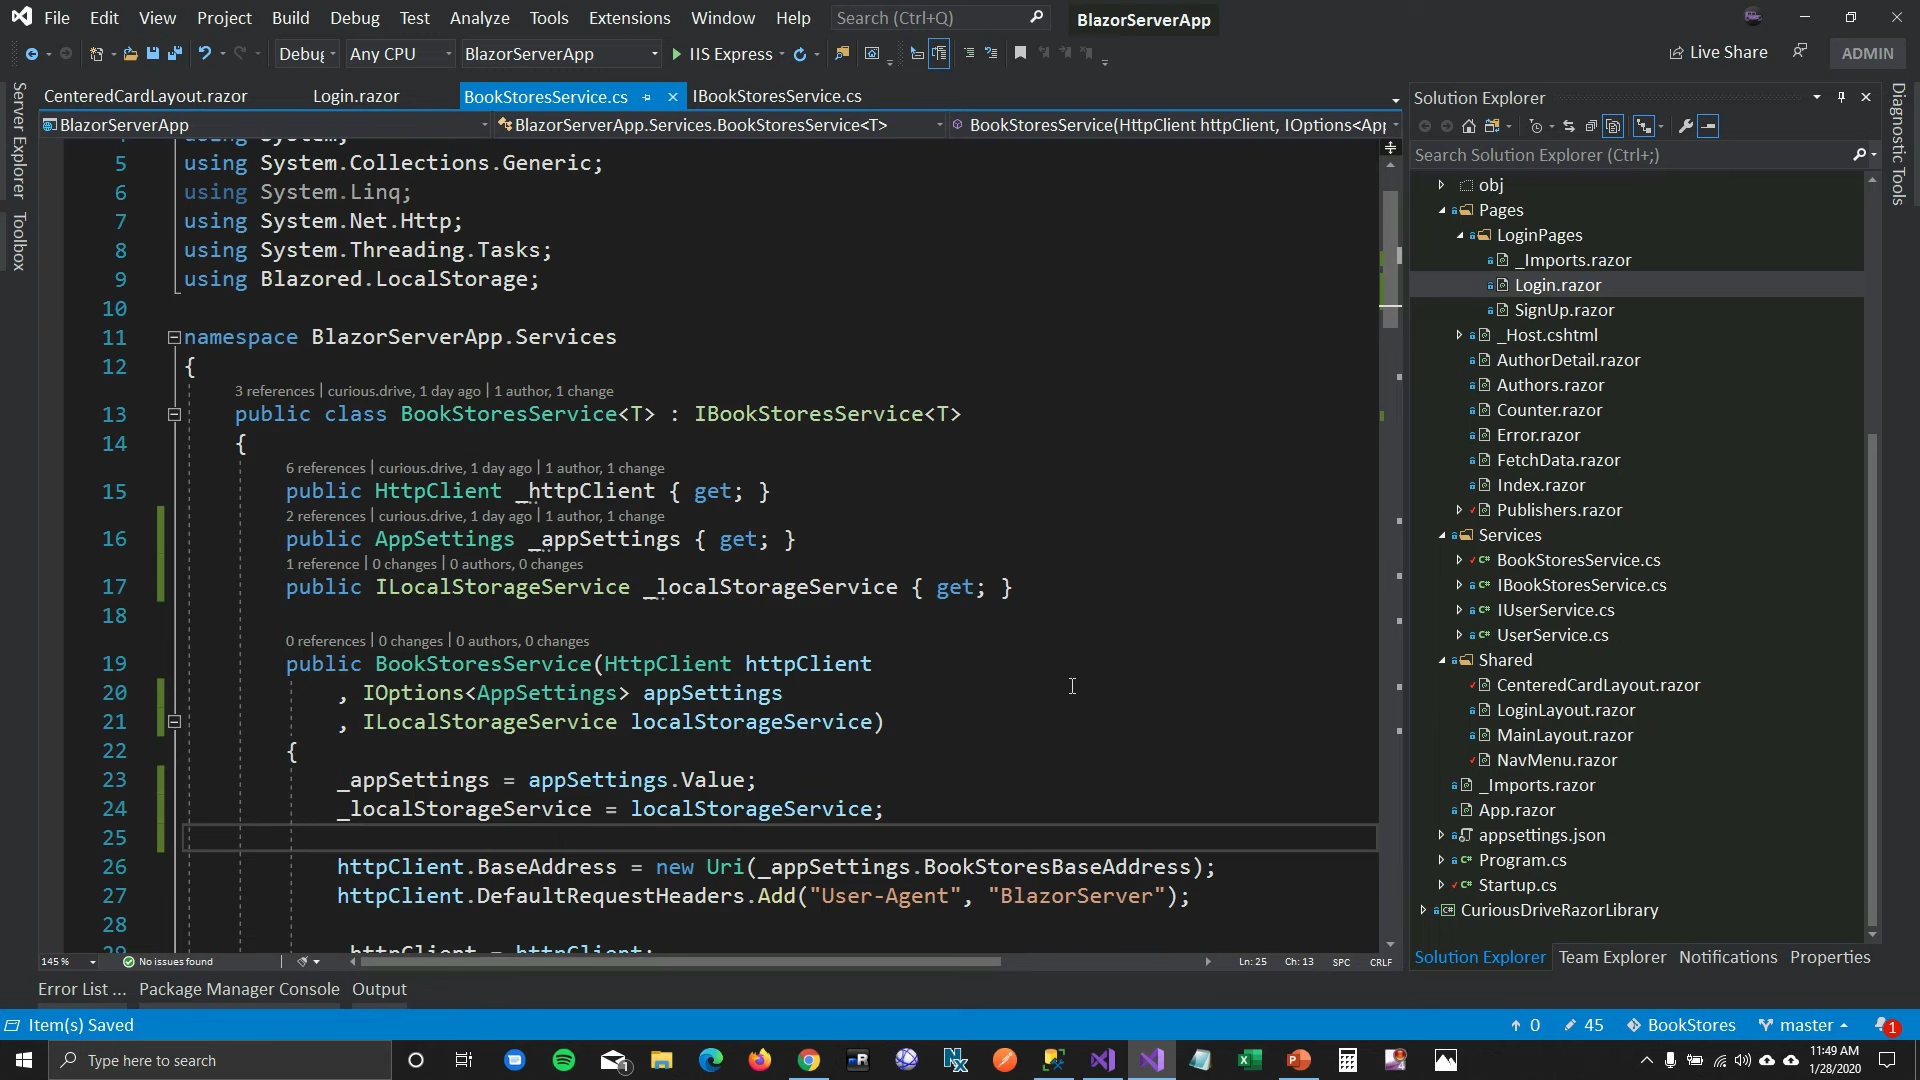 File Edit View Project Build Debug Test Analyze Tools Extensions Window Help Search (Ctrl+Q) BlazorServerApp
Debug Any CPU BlazorServerApp IIS Express Live Share ADMIN
Server Explorer
Toolbox
CenteredCardLayout.razor Login.razor BookStoresService.cs IBookStoresService.cs
BlazorServerApp BlazorServerApp.Services.BookStoresService<T> BookStoresService(HttpClient httpClient, IOptions<App
using System;
5 using System.Collections.Generic;
6 using System.Linq;
7 using System.Net.Http;
8 using System.Threading.Tasks;
9 using Blazored.LocalStorage;
10
11 namespace BlazorServerApp.Services
12 {
3 references | curious.drive, 1 day ago | 1 author, 1 change
13 public class BookStoresService<T> : IBookStoresService<T>
14 {
6 references | curious.drive, 1 day ago | 1 author, 1 change
15 public HttpClient _httpClient { get; }
2 references | curious.drive, 1 day ago | 1 author, 1 change
16 public AppSettings _appSettings { get; }
1 reference | 0 changes | 0 authors, 0 changes
17 public ILocalStorageService _localStorageService { get; }
18
0 references | 0 changes | 0 authors, 0 changes
19 public BookStoresService(HttpClient httpClient
20 , IOptions<AppSettings> appSettings
21 , ILocalStorageService localStorageService)
22 {
23 _appSettings = appSettings.Value;
24 _localStorageService = localStorageService;
25
26 httpClient.BaseAddress = new Uri(_appSettings.BookStoresBaseAddress);
27 httpClient.DefaultRequestHeaders.Add("User-Agent", "BlazorServer");
28
29 _httpClient = httpClient;
145 % No issues found Ln: 25 Ch: 13 SPC CRLF
Solution Explorer
Search Solution Explorer (Ctrl+;)
obj
Pages
LoginPages
_Imports.razor
Login.razor
SignUp.razor
_Host.cshtml
AuthorDetail.razor
Authors.razor
Counter.razor
Error.razor
FetchData.razor
Index.razor
Publishers.razor
Services
BookStoresService.cs
IBookStoresService.cs
IUserService.cs
UserService.cs
Shared
CenteredCardLayout.razor
LoginLayout.razor
MainLayout.razor
NavMenu.razor
_Imports.razor
App.razor
appsettings.json
Program.cs
Startup.cs
CuriousDriveRazorLibrary
Solution Explorer Team Explorer Notifications Properties
Diagnostic Tools
Error List ... Package Manager Console Output
Item(s) Saved 0 45 BookStores master 1
Type here to search 1 11:49 AM
1/28/2020